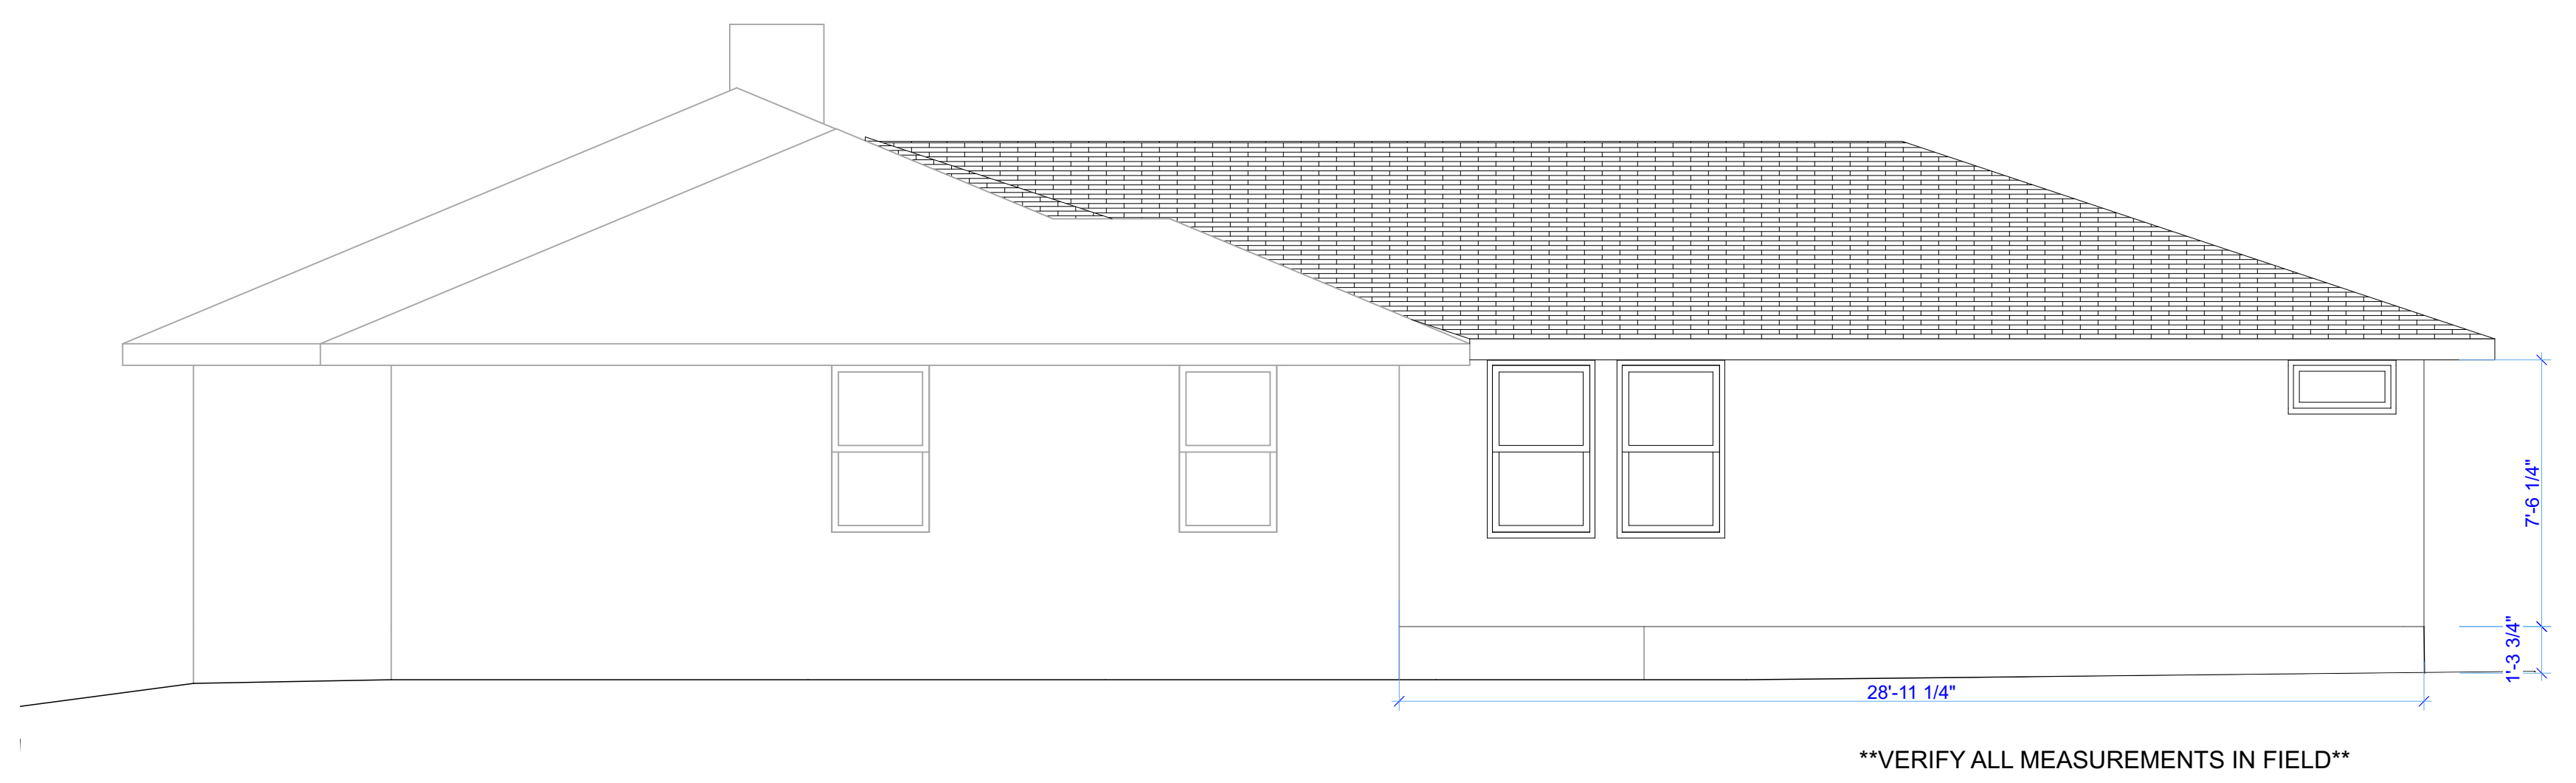 7'-6 1/4"
1'-3 3/4"
28'-11 1/4"
**VERIFY ALL MEASUREMENTS IN FIELD**